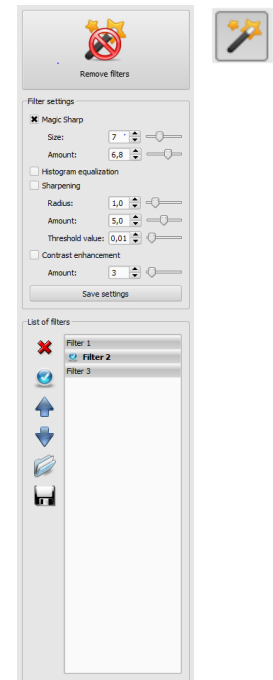 Remove filters
Filter settings
Magic Sharp
Size: 7
Amount: 6,8
Histogram equalization
Sharpening
Radius: 1,0
Amount: 5,0
Threshold value: 0,01
Contrast enhancement
Amount: 3
Save settings
List of filters
Filter 1
Filter 2
Filter 3